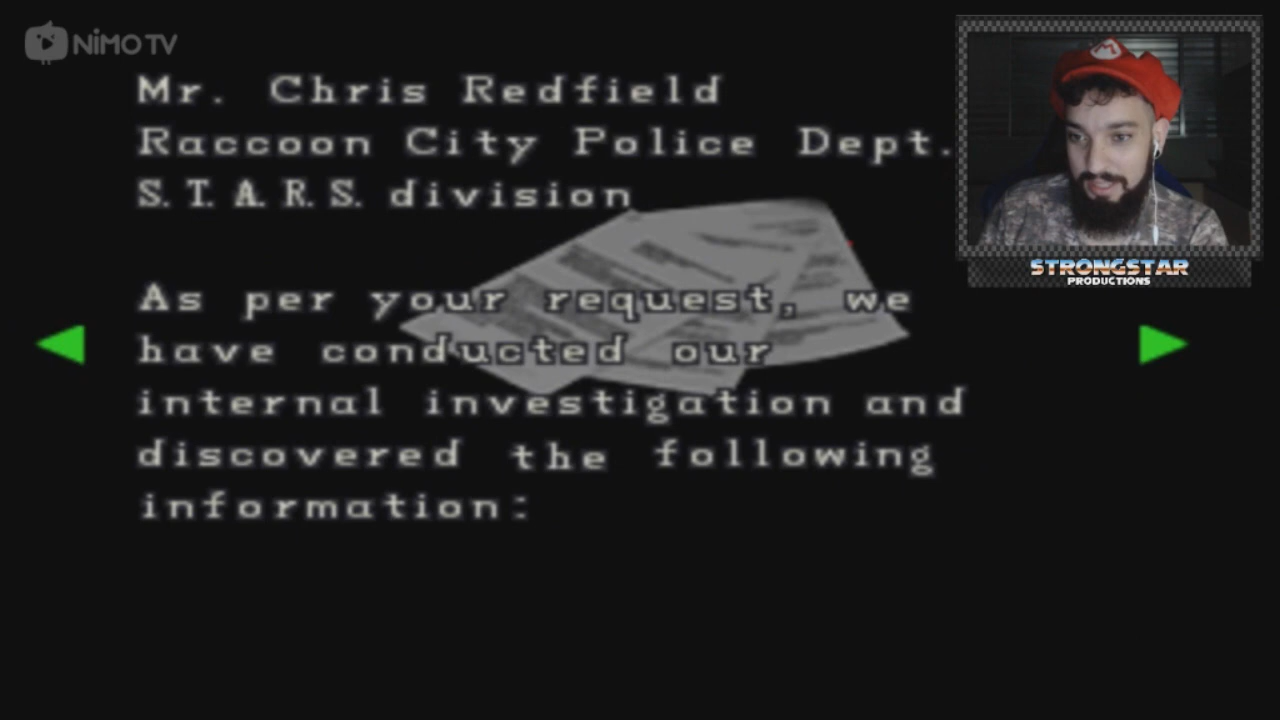 NiMO TV
Mr. Chris Redfield
Raccoon City Police Dept.
S.T.A.R.S. division
As per your request, we
have conducted our
internal investigation and
discovered the following
information:
M
STRONGSTAR
PRODUCTIONS